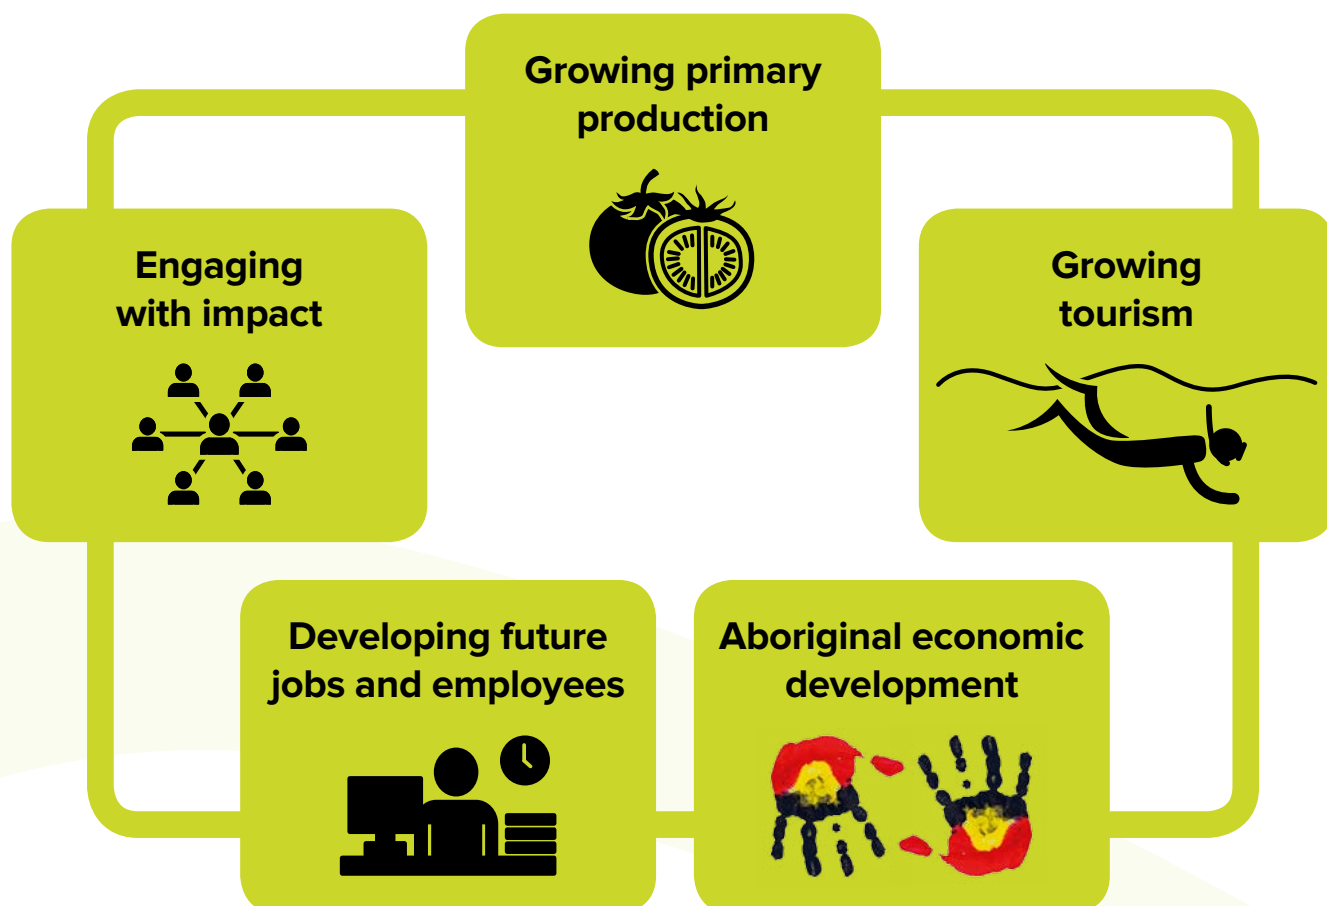 Growing primary
production
Engaging
with impact
Growing
tourism
Developing future
jobs and employees
Aboriginal economic
development